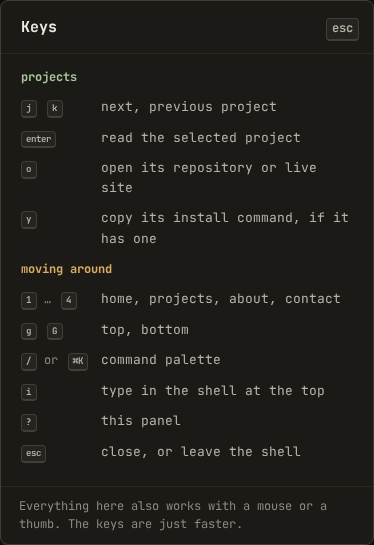 Keys esc
projects
j k next, previous project
enter read the selected project
o open its repository or live
site
y copy its install command, if it
has one
moving around
1 … 4 home, projects, about, contact
g G top, bottom
/ or ⌘K command palette
i type in the shell at the top
? this panel
esc close, or leave the shell
Everything here also works with a mouse or a
thumb. The keys are just faster.